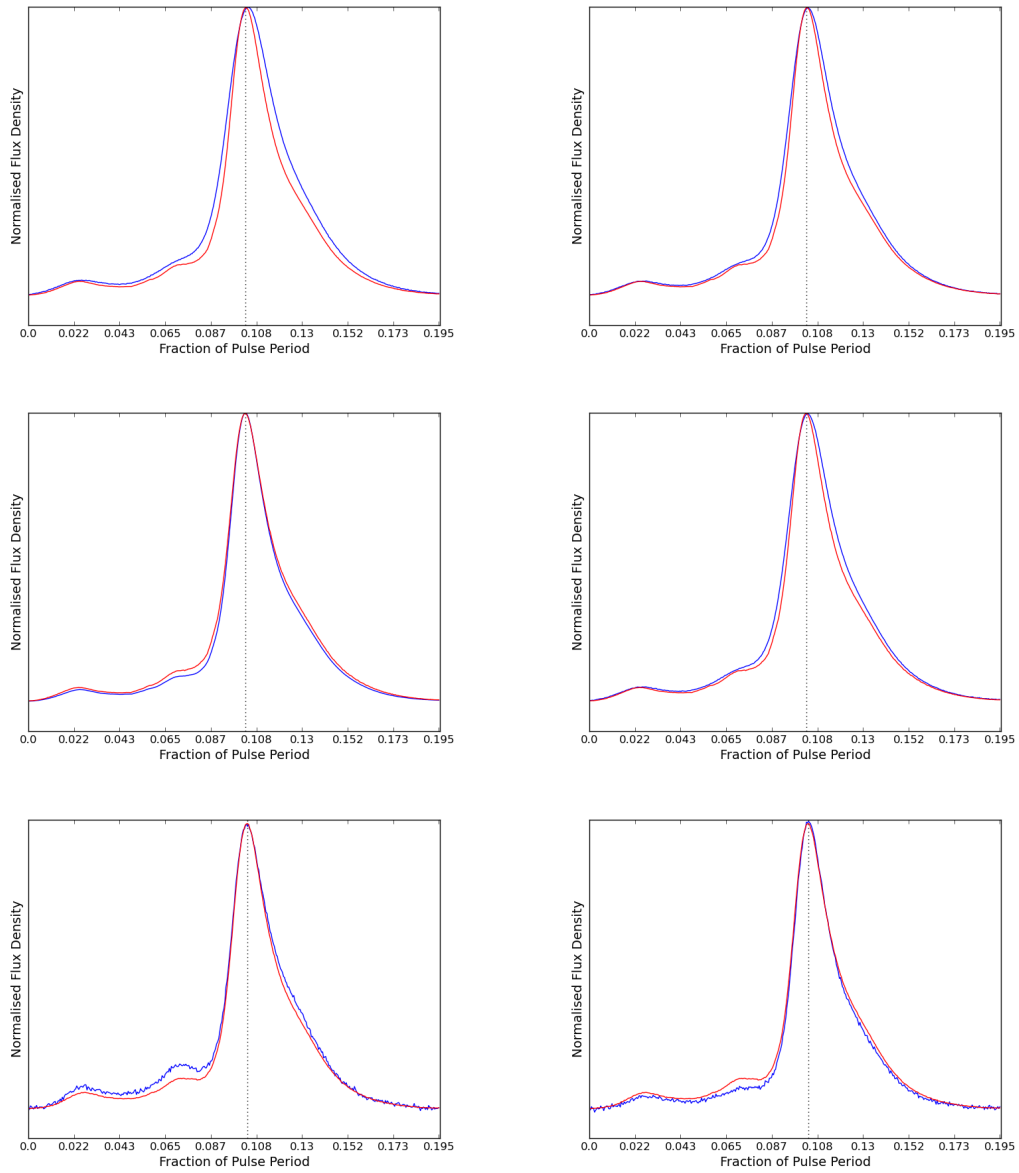 Normalised Flux Density
0.0 0.022 0.043 0.065 0.087 0.108 0.13 0.152 0.173 0.195
Fraction of Pulse Period
Normalised Flux Density
0.0 0.022 0.043 0.065 0.087 0.108 0.13 0.152 0.173 0.195
Fraction of Pulse Period
Normalised Flux Density
0.0 0.022 0.043 0.065 0.087 0.108 0.13 0.152 0.173 0.195
Fraction of Pulse Period
Normalised Flux Density
0.0 0.022 0.043 0.065 0.087 0.108 0.13 0.152 0.173 0.195
Fraction of Pulse Period
Normalised Flux Density
0.0 0.022 0.043 0.065 0.087 0.108 0.13 0.152 0.173 0.195
Fraction of Pulse Period
Normalised Flux Density
0.0 0.022 0.043 0.065 0.087 0.108 0.13 0.152 0.173 0.195
Fraction of Pulse Period